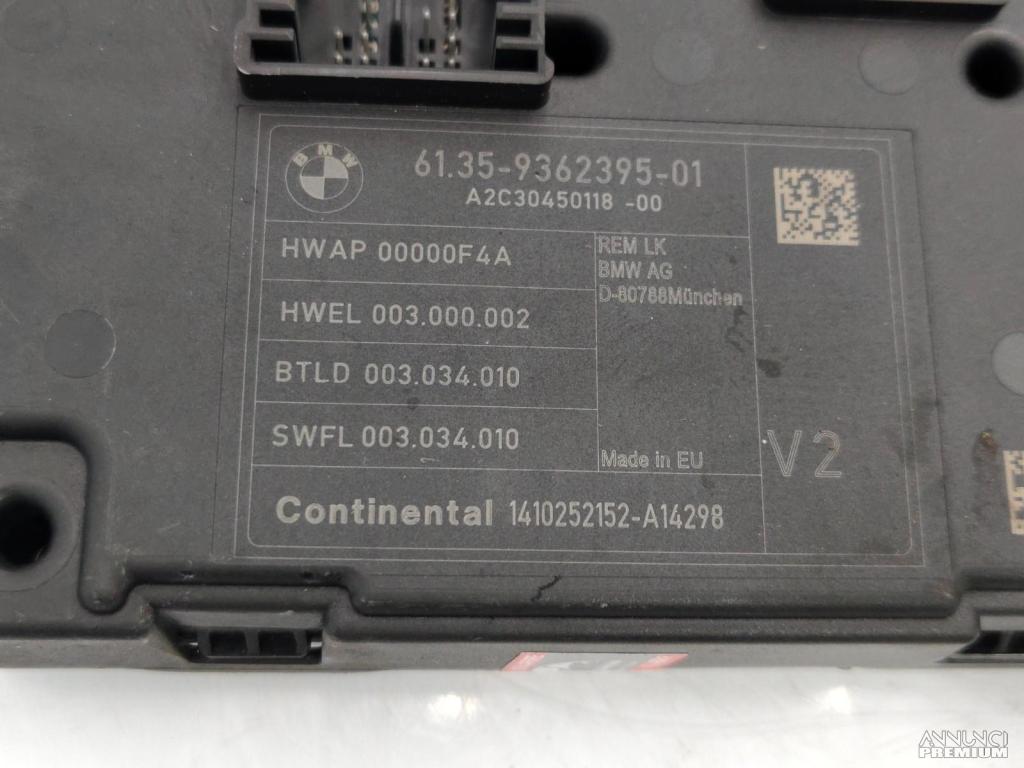 BMW
61.35-9362395-01
A2C30450118 -00
HWAP 00000F4A
REM LK
BMW AG
D-80788München
HWEL 003.000.002
BTLD 003.034.010
SWFL 003.034.010
Made in EU
V2
Continental 1410252152-A14298
ANNUNCI
PREMIUM